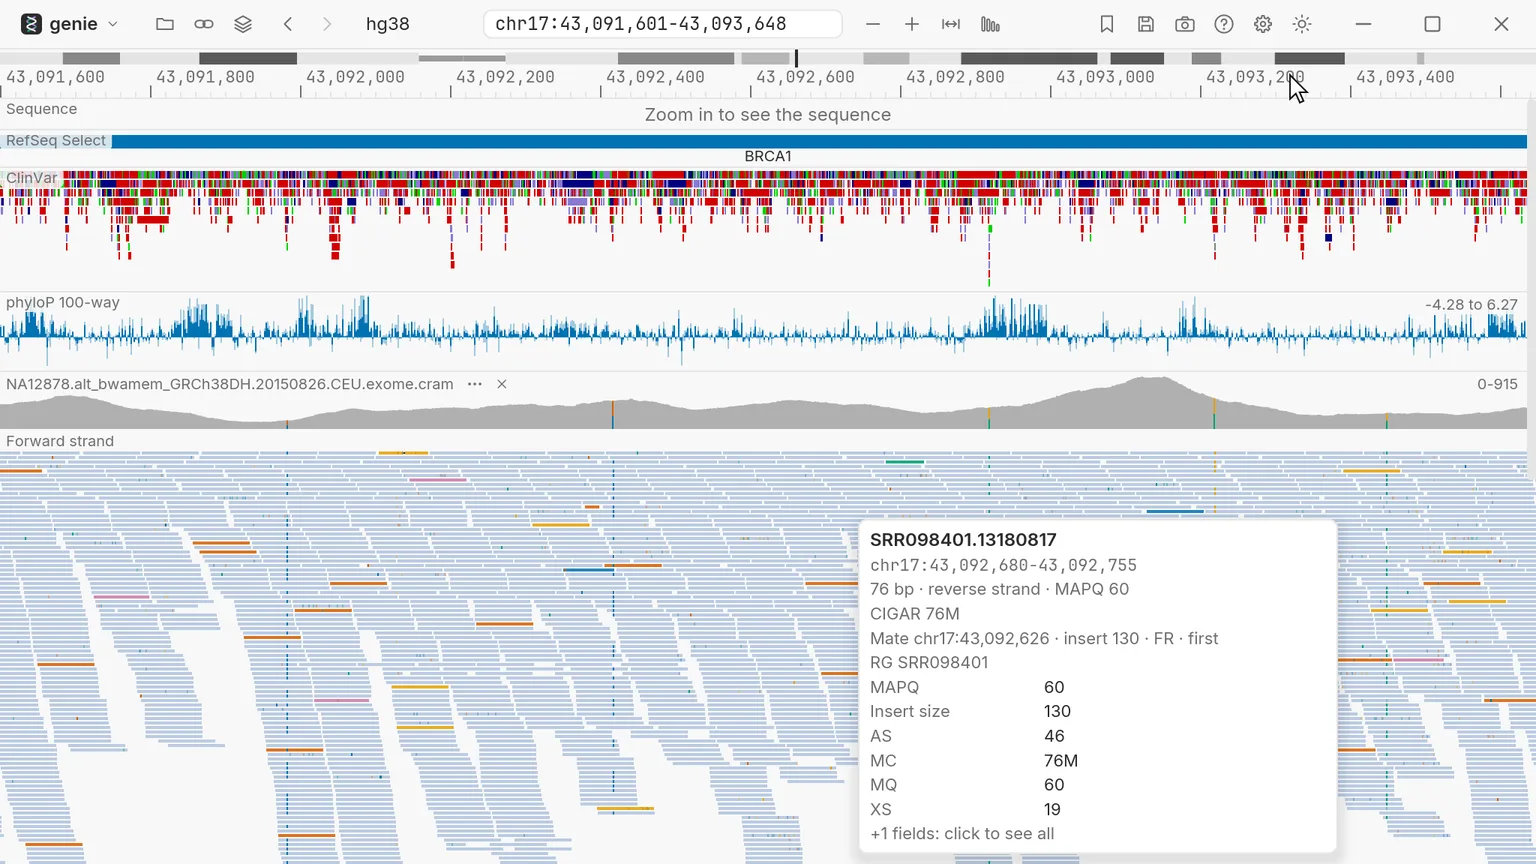 genie
hg38
chr17:43,091,601-43,093,648
43,091,600 43,091,800 43,092,000 43,092,200 43,092,400 43,092,600 43,092,800 43,093,000 43,093,200 43,093,400
Sequence
Zoom in to see the sequence
RefSeq Select
BRCA1
ClinVar
phyloP 100-way
-4.28 to 6.27
NA12878.alt_bwamem_GRCh38DH.20150826.CEU.exome.cram
0-915
Forward strand
SRR098401.13180817
chr17:43,092,680-43,092,755
76 bp · reverse strand · MAPQ 60
CIGAR 76M
Mate chr17:43,092,626 · insert 130 · FR · first
RG SRR098401
MAPQ 60
Insert size 130
AS 46
MC 76M
MQ 60
XS 19
+1 fields: click to see all